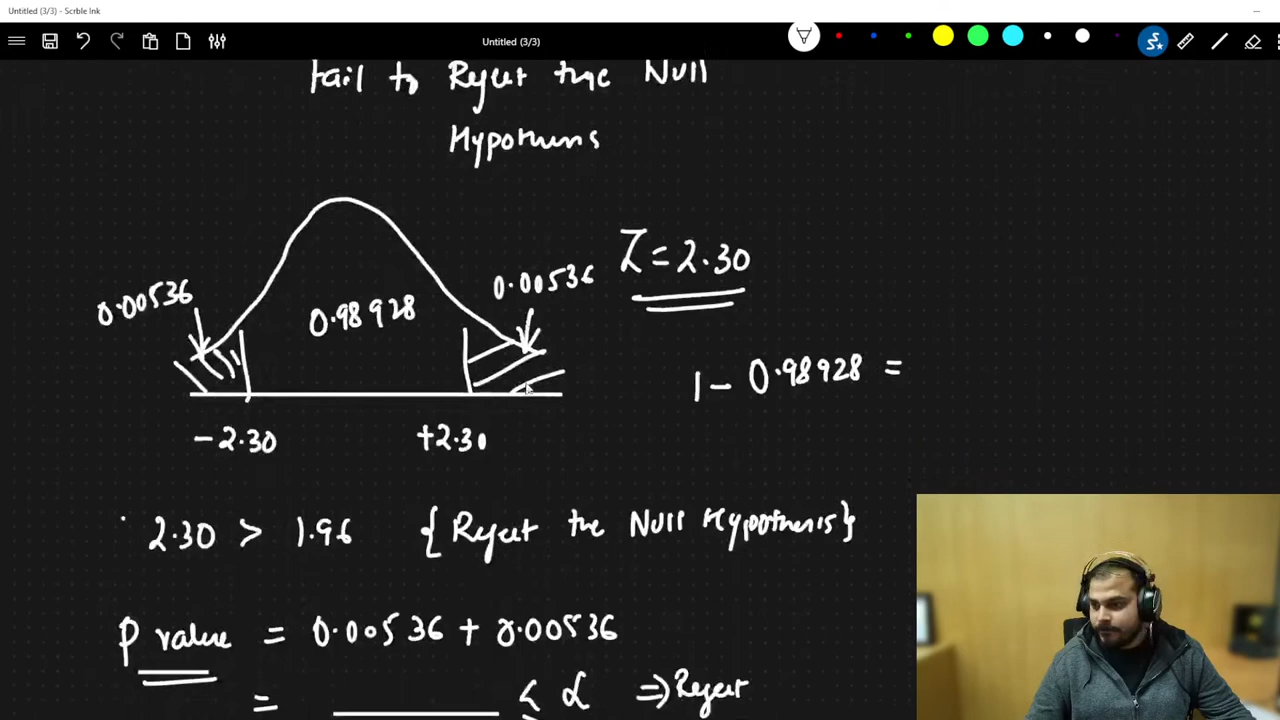 Untitled (3/3) - Scrble Ink
Untitled (3/3)
fail to Reject the Null
Hypothesis
Z = 2.30
0.00536
0.00536
0.98928
1 - 0.98928 =
-2.30 +2.30
2.30 > 1.96 {Reject the Null Hypothesis}
P value = 0.00536 + 0.00536
= < α => Reject